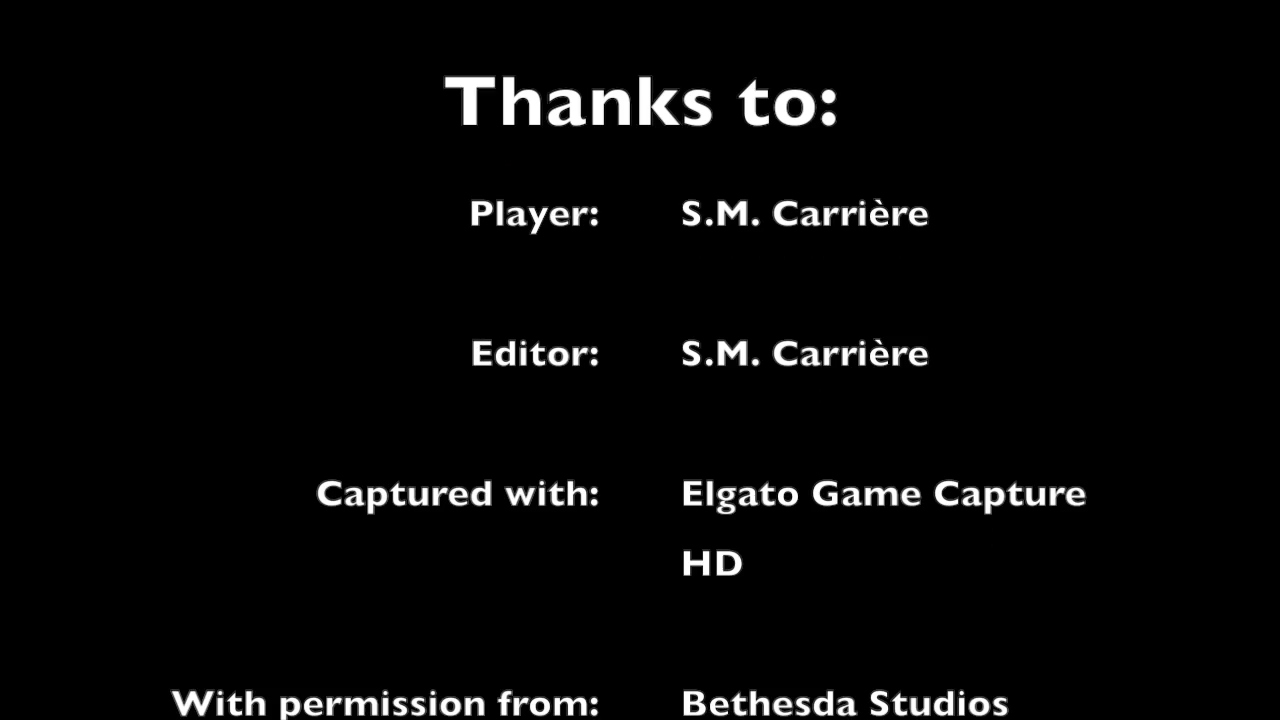 Thanks to:
Player: S.M. Carrière
Editor: S.M. Carrière
Captured with: Elgato Game Capture
HD
With permission from: Bethesda Studios